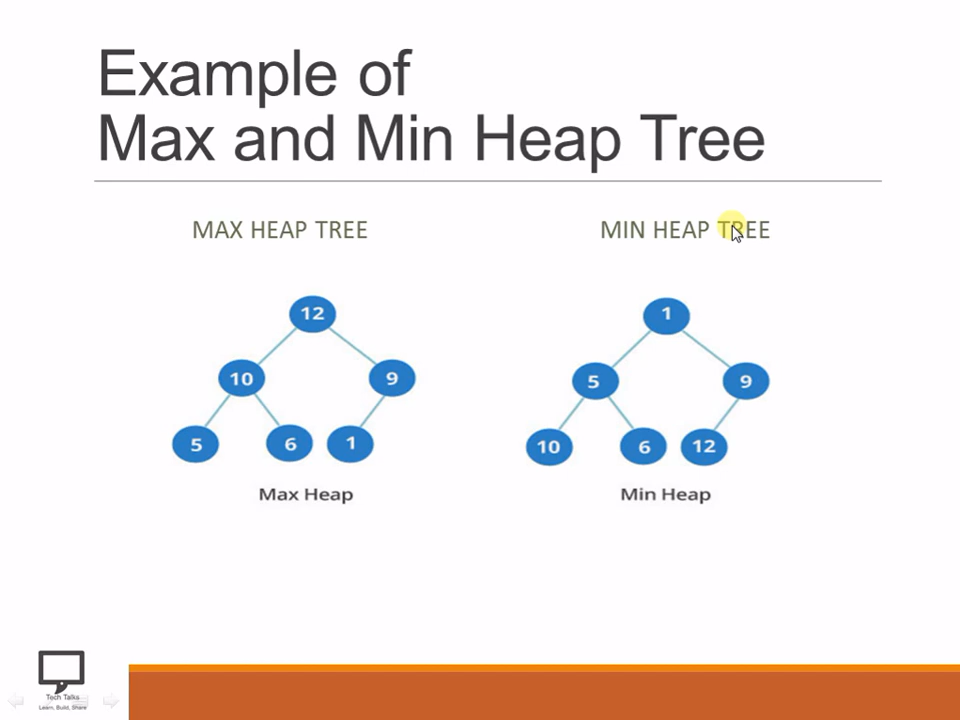 Example of
Max and Min Heap Tree
MAX HEAP TREE
MIN HEAP TREE
12
10
9
5
6
1
Max Heap
1
5
9
10
6
12
Min Heap
Tech Talks
Learn, Build, Share